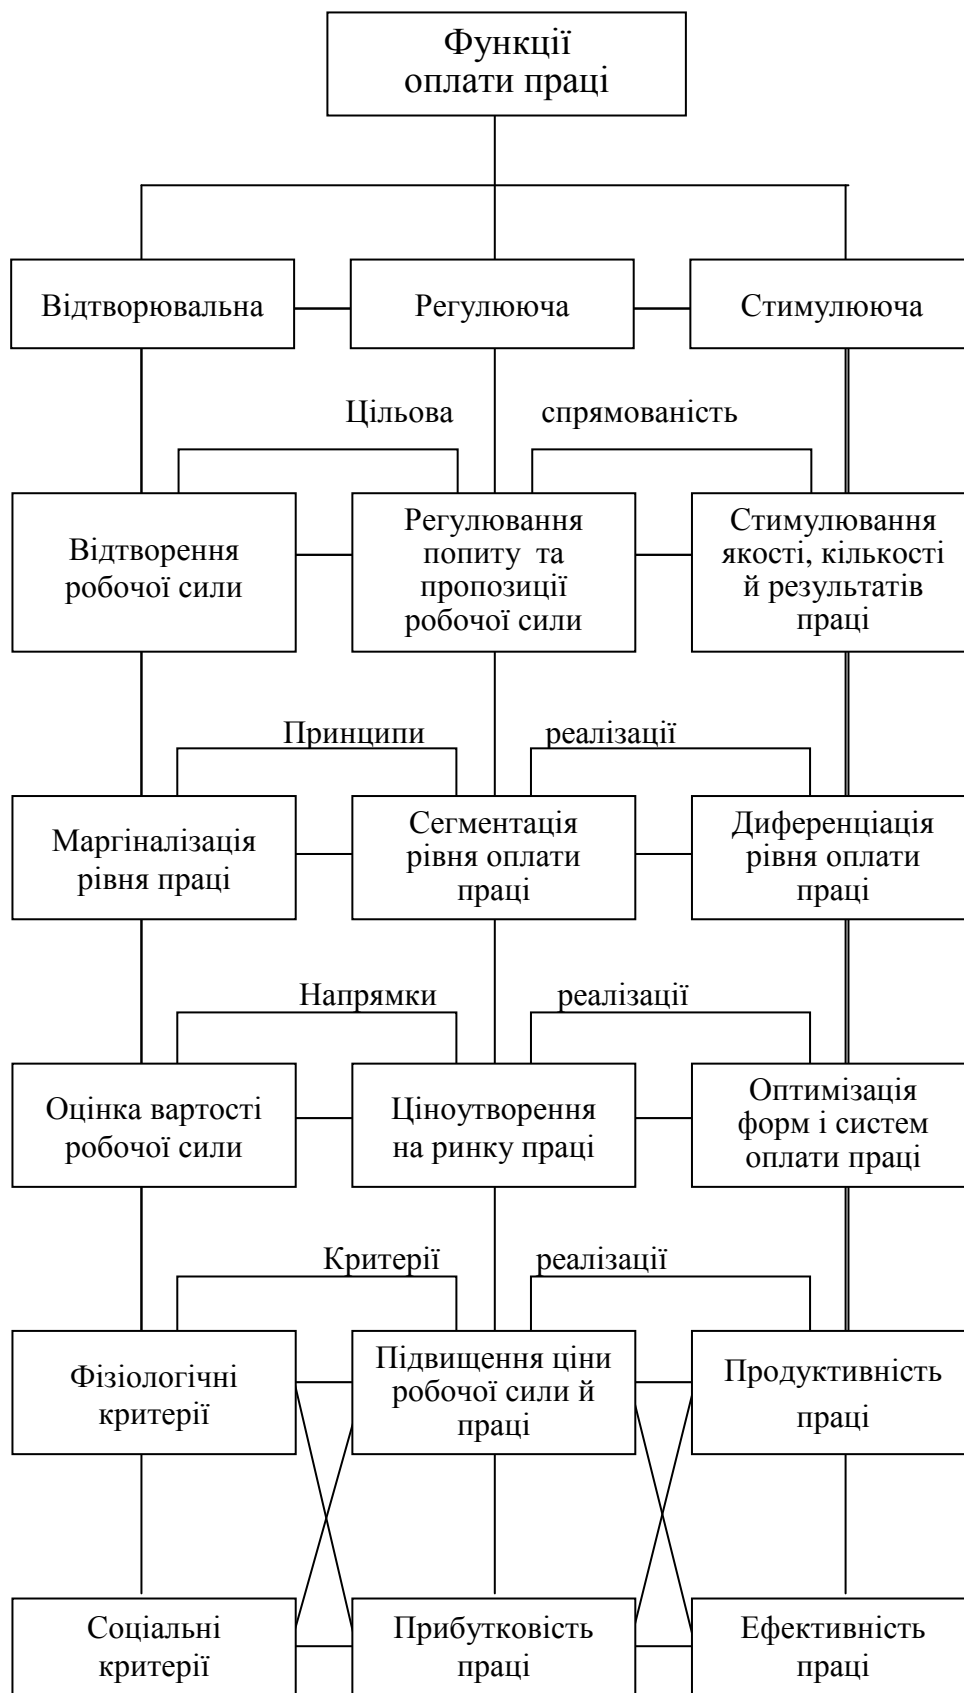 Функції
оплати праці
Відтворювальна
Регулююча
Стимулююча
Цільова спрямованість
Відтворення
робочої сили
Регулювання
попиту та
пропозиції
робочої сили
Стимулювання
якості, кількості
й результатів
праці
Принципи реалізації
Маргіналізація
рівня праці
Сегментація
рівня оплати
праці
Диференціація
рівня оплати
праці
Напрямки реалізації
Оцінка вартості
робочої сили
Ціноутворення
на ринку праці
Оптимізація
форм і систем
оплати праці
Критерії реалізації
Фізіологічні
критерії
Підвищення ціни
робочої сили й
праці
Продуктивність
праці
Соціальні
критерії
Прибутковість
праці
Ефективність
праці